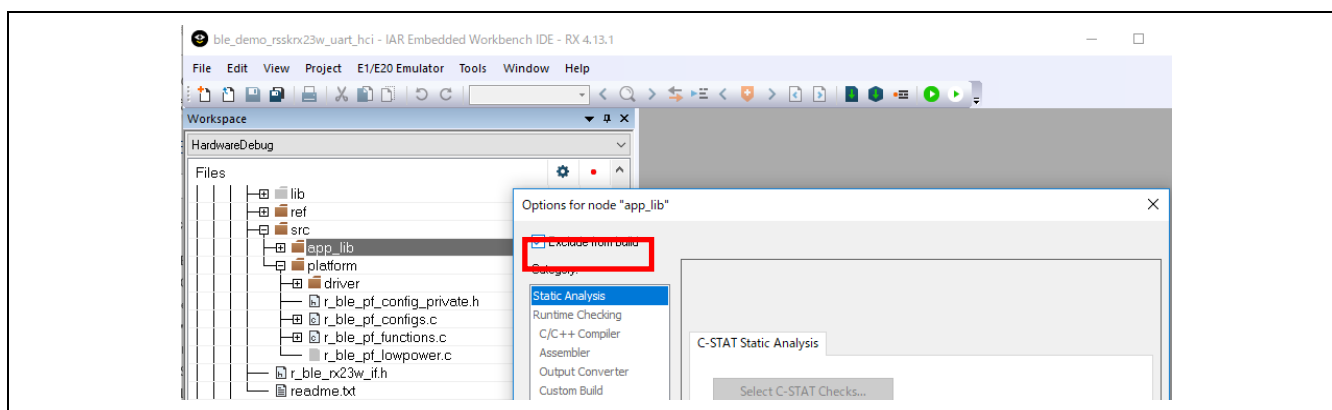 ble_demo_rsskrx23w_uart_hci - IAR Embedded Workbench IDE - RX 4.13.1
File Edit View Project E1/E20 Emulator Tools Window Help
Workspace
HardwareDebug
Files
lib
ref
src
app_lib
platform
driver
r_ble_pf_config_private.h
r_ble_pf_configs.c
r_ble_pf_functions.c
r_ble_pf_lowpower.c
r_ble_rx23w_if.h
readme.txt
Options for node "app_lib"
Exclude from build
Category:
Static Analysis
Runtime Checking
C/C++ Compiler
Assembler
Output Converter
Custom Build
C-STAT Static Analysis
Select C-STAT Checks...